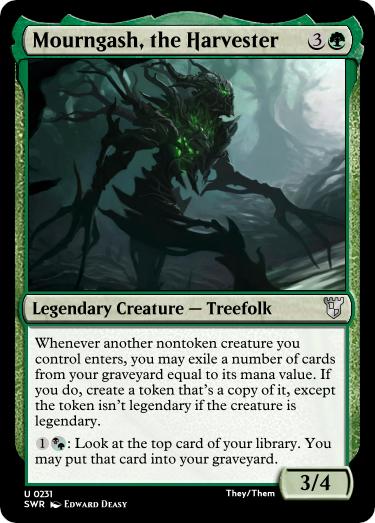 Mourngash, the Harvester 3
Legendary Creature — Treefolk
Whenever another nontoken creature you
control enters, you may exile a number of cards
from your graveyard equal to its mana value. If
you do, create a token that's a copy of it, except
the token isn't legendary if the creature is
legendary.
1 : Look at the top card of your library. You
may put that card into your graveyard.
3/4
U 0231 They/Them
SWR Edward Deasy